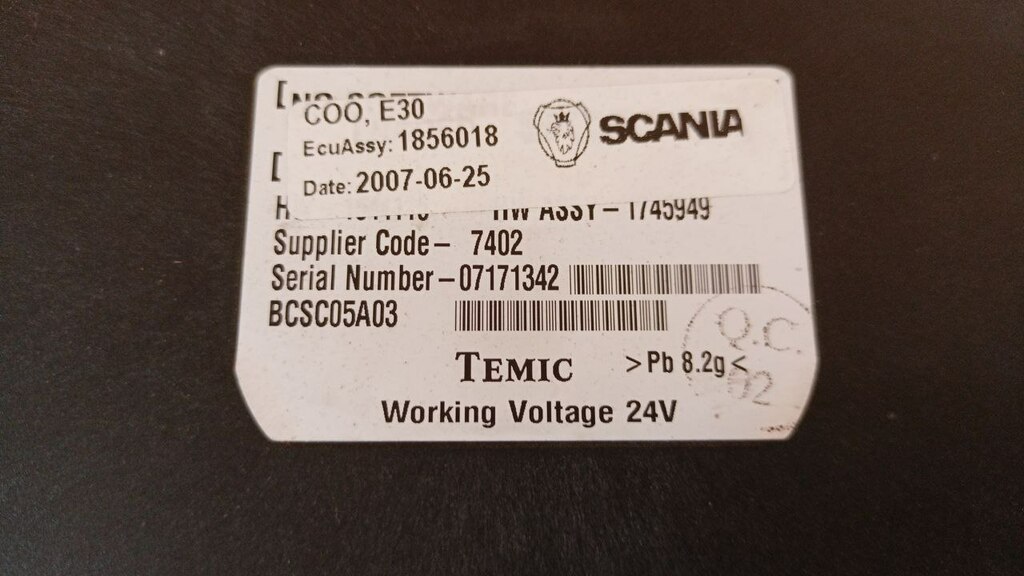 COO, E30
EcuAssy: 1856018
Date: 2007-06-25
SCANIA
HW ASSY – 1745949
Supplier Code – 7402
Serial Number – 07171342
BCSC05A03
TEMIC
>Pb 8.2g<
Working Voltage 24V
Q.C.
02